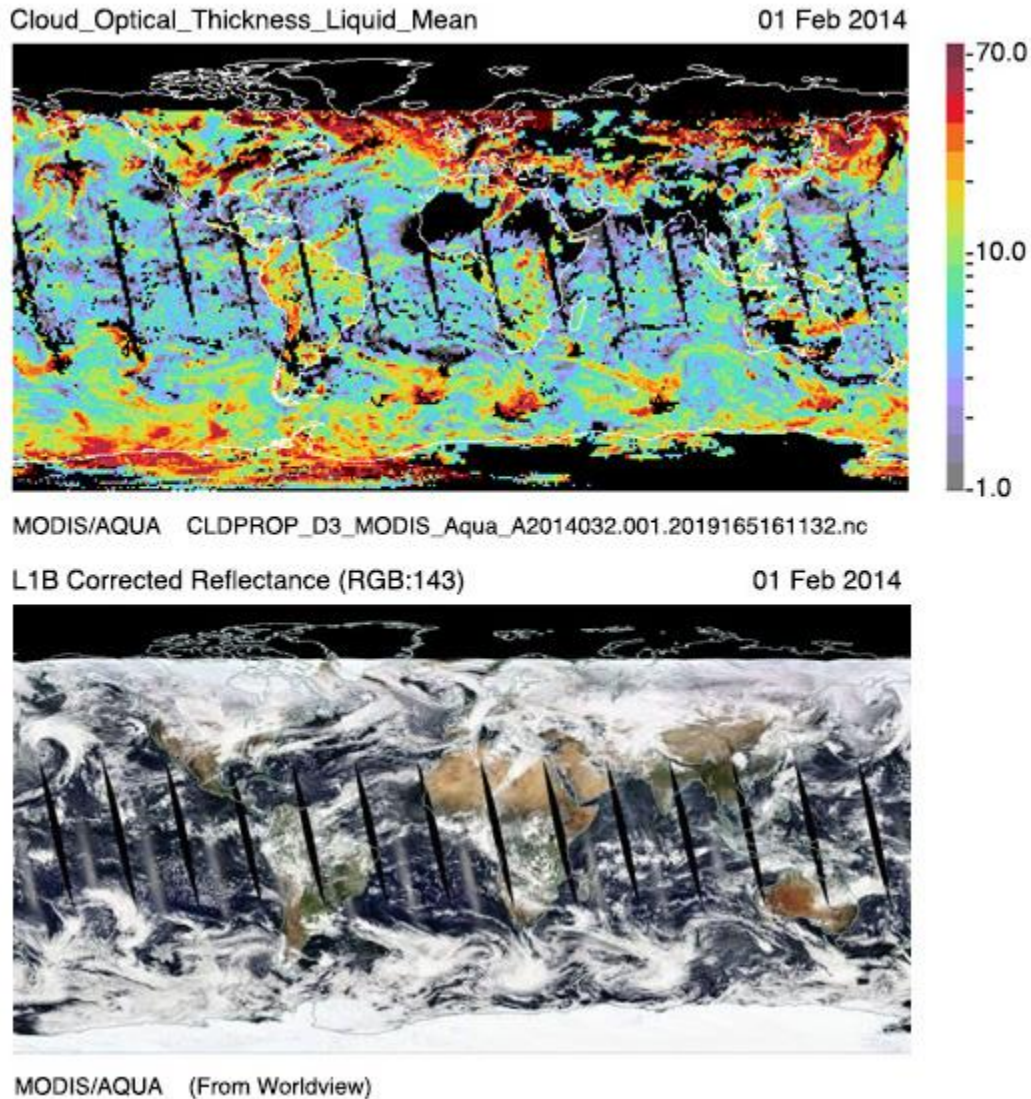 Cloud_Optical_Thickness_Liquid_Mean 01 Feb 2014
70.0
10.0
1.0
MODIS/AQUA CLDPROP_D3_MODIS_Aqua_A2014032.001.2019165161132.nc
L1B Corrected Reflectance (RGB:143) 01 Feb 2014
MODIS/AQUA (From Worldview)